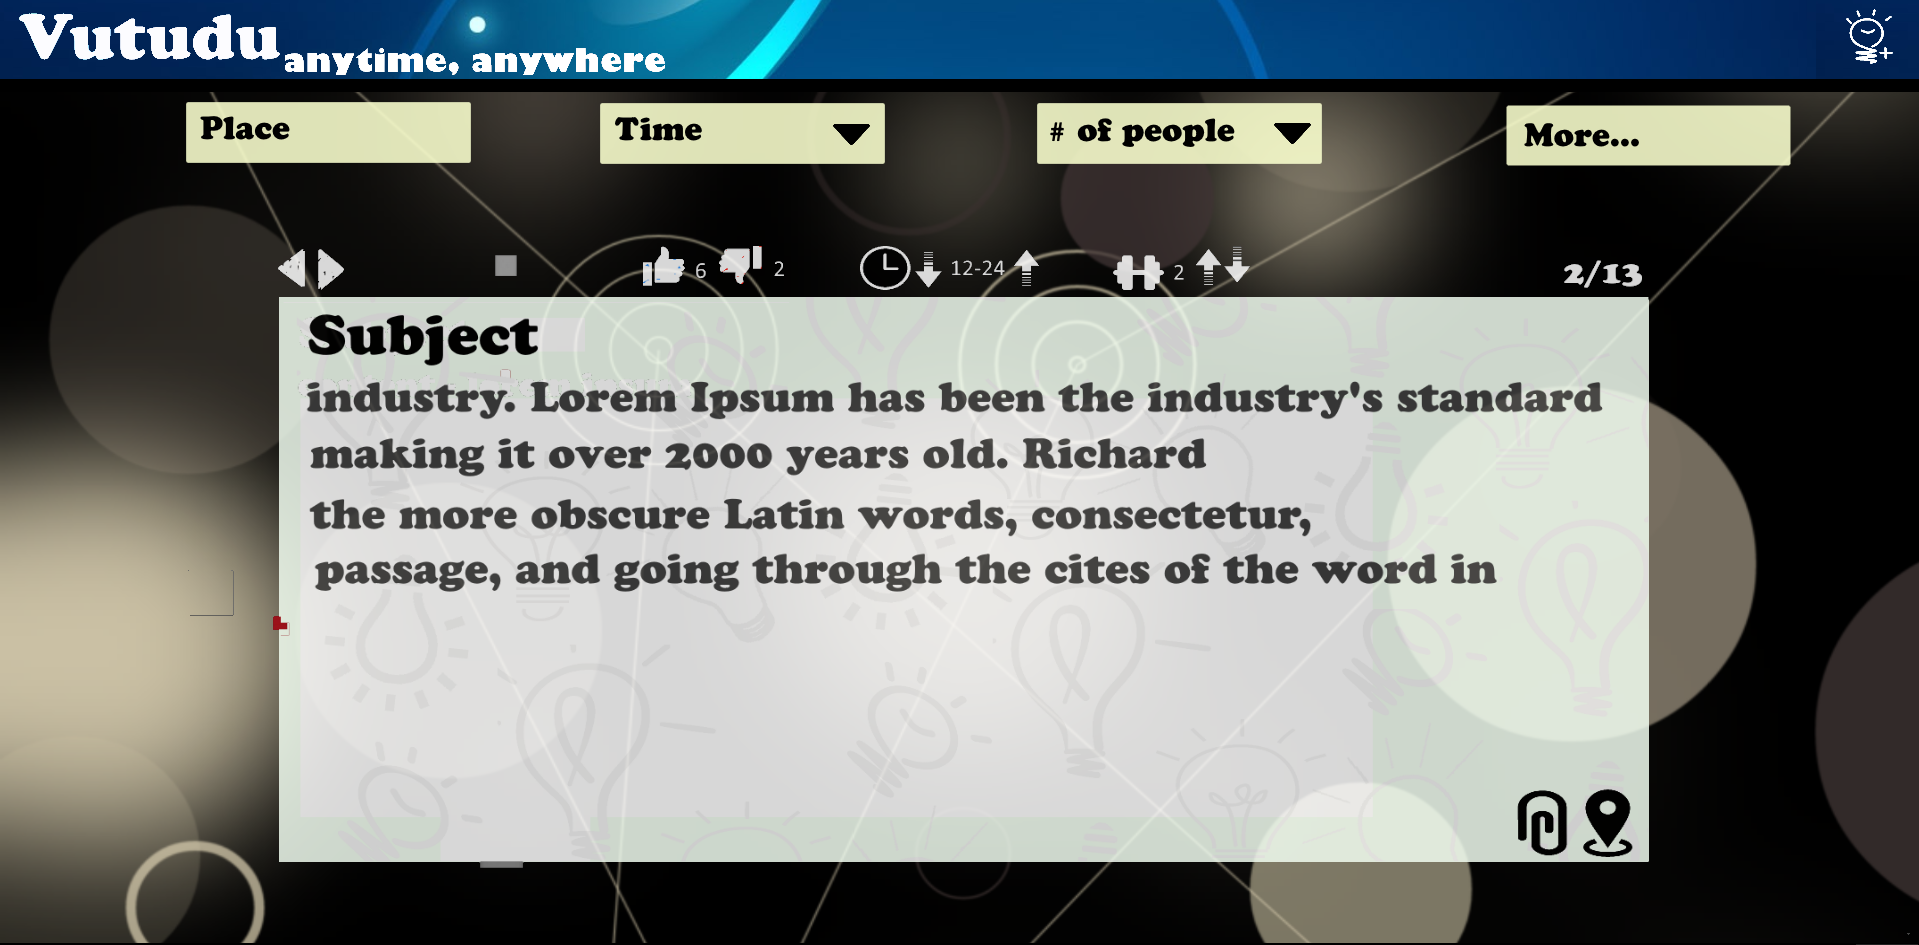 Vutudu anytime, anywhere
Place
Time
# of people
More...
6 2 12-24 2 2/13
Subject
industry. Lorem Ipsum has been the industry's standard
making it over 2000 years old. Richard
the more obscure Latin words, consectetur,
passage, and going through the cites of the word in